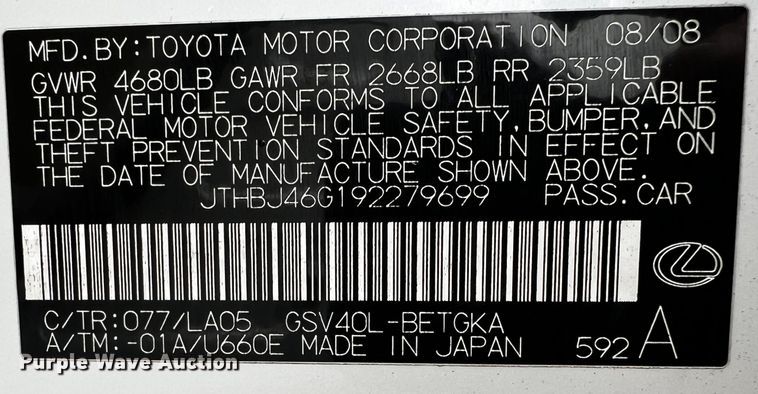 MFD. BY: TOYOTA MOTOR CORPORATION 08/08
GVWR 4680LB GAWR FR 2668LB RR 2359LB
THIS VEHICLE CONFORMS TO ALL APPLICABLE
FEDERAL MOTOR VEHICLE SAFETY, BUMPER, AND
THEFT PREVENTION STANDARDS IN EFFECT ON
THE DATE OF MANUFACTURE SHOWN ABOVE.
JTHBJ46G192279699 PASS. CAR
C/TR: 077/LA05 GSV40L-BETGKA
A/TM: -01A/U660E MADE IN JAPAN 592 A
Purple Wave Auction